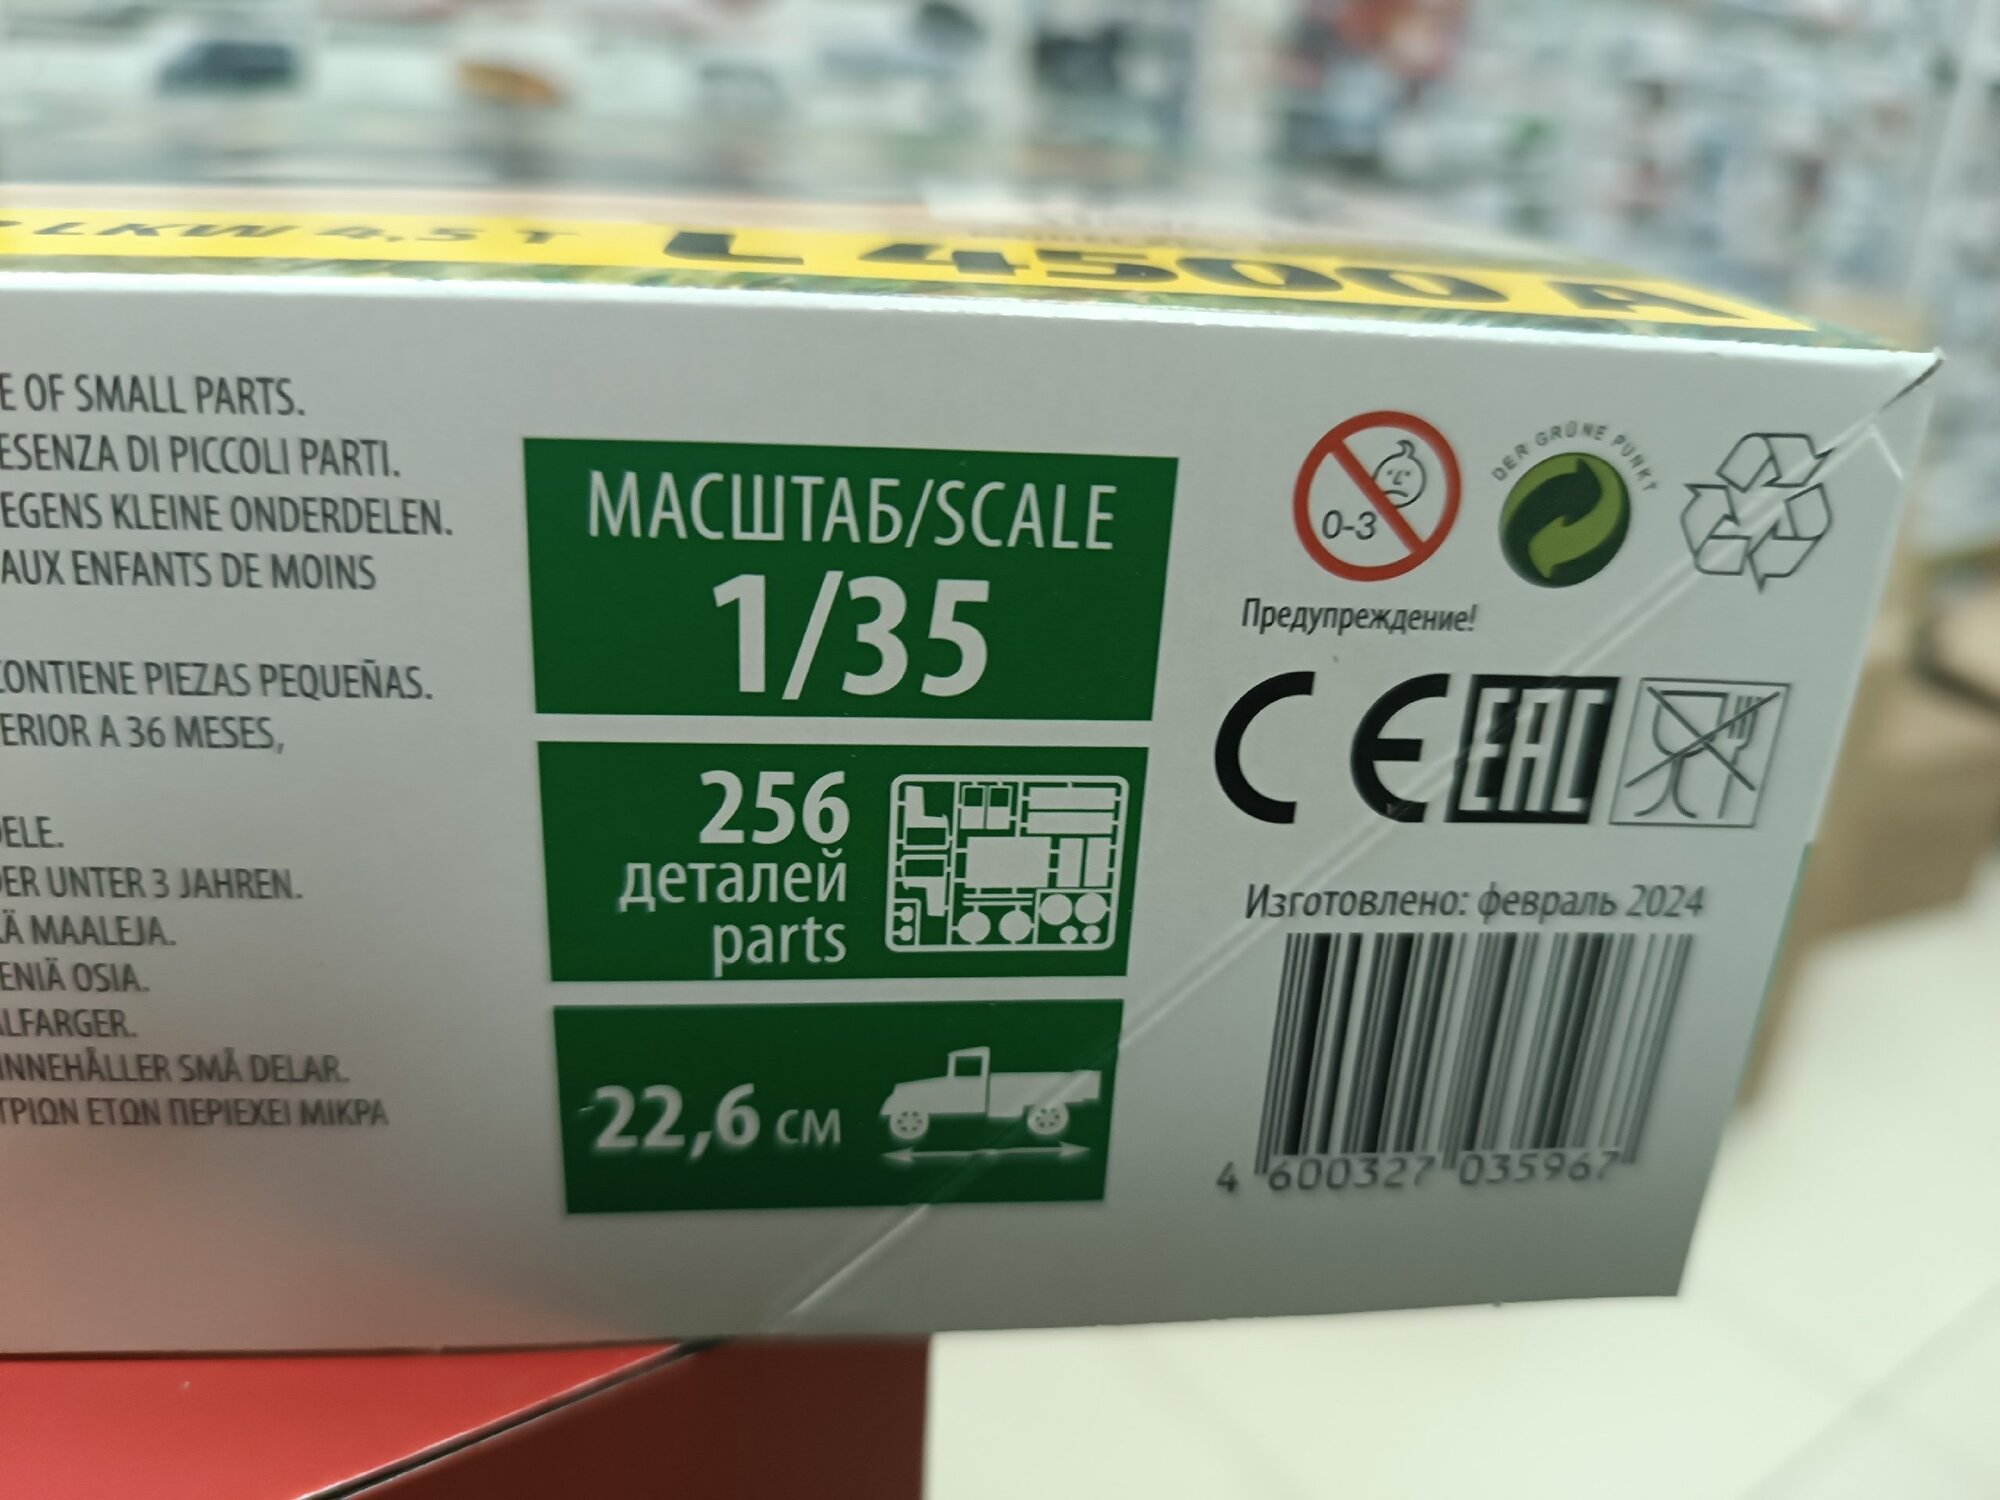 LKW 4,5 T L 4500 A
E OF SMALL PARTS.
ESENZA DI PICCOLI PARTI.
EGENS KLEINE ONDERDELEN.
AUX ENFANTS DE MOINS
CONTIENE PIEZAS PEQUEÑAS.
ERIOR A 36 MESES,
DELE.
DER UNTER 3 JAHREN.
Ä MAALEJA.
ENIÄ OSIA.
LFARGER.
INNEHÅLLER SMÅ DELAR.
ΤΡΙΩΝ ΕΤΩΝ ΠΕΡΙΕΧΕΙ ΜΙΚΡΑ
МАСШТАБ/SCALE
1/35
256
деталей
parts
22,6 см
0-3
DER GRÜNE PUNKT
Предупреждение!
CE EAC
Изготовлено: февраль 2024
4 600327 035967